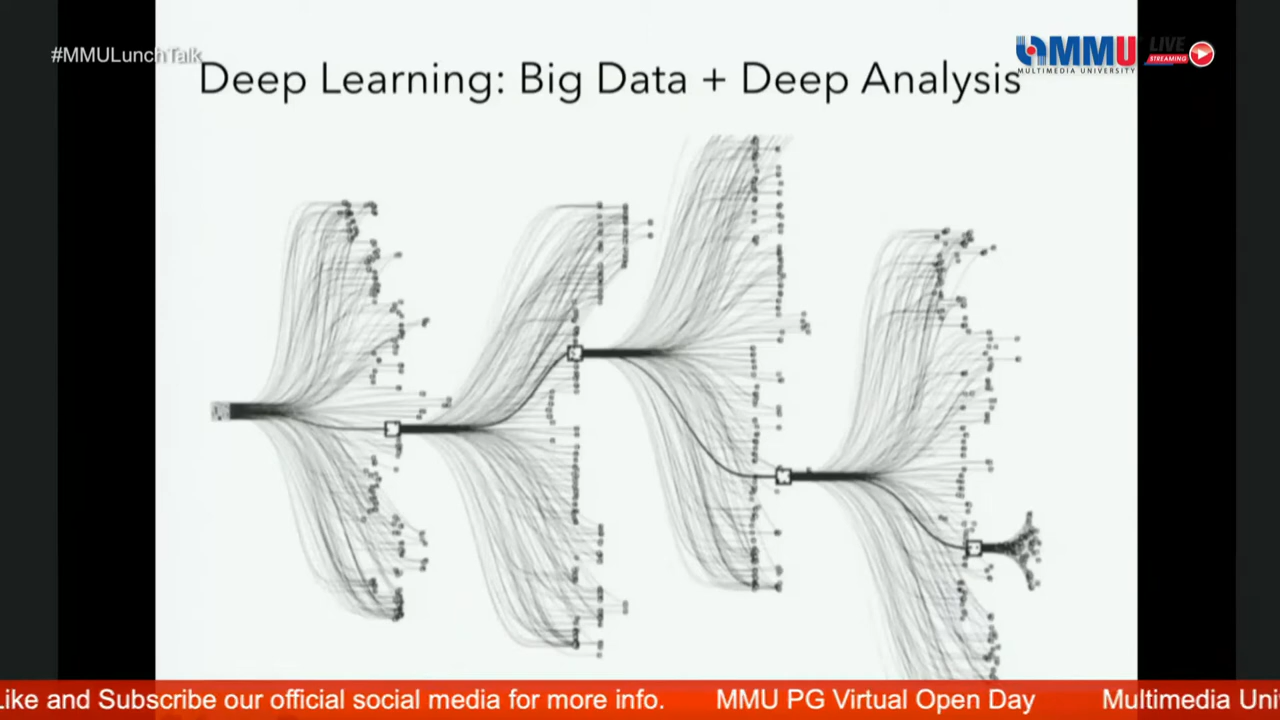 #MMULunchTalk
MMU
MULTIMEDIA UNIVERSITY
LIVE
STREAMING
Deep Learning: Big Data + Deep Analysis
Like and Subscribe our official social media for more info. MMU PG Virtual Open Day Multimedia Uni